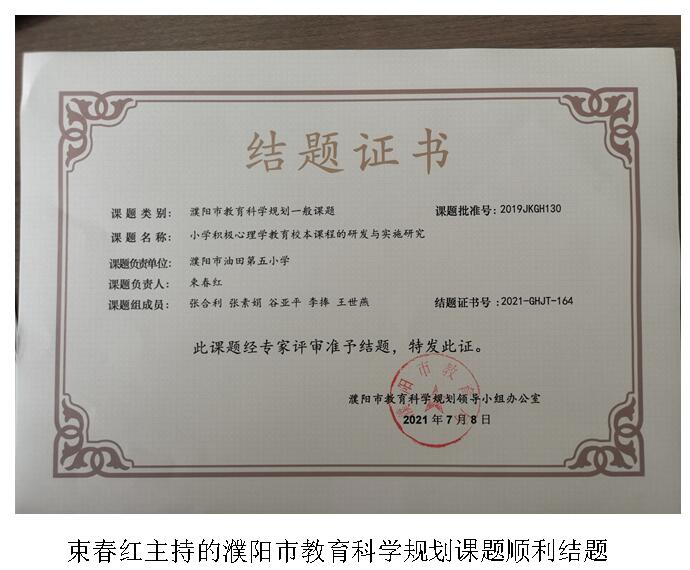 结题证书
课题类别： 濮阳市教育科学规划一般课题 课题批准号：2019JKGH130
课题名称： 小学积极心理学教育校本课程的研发与实施研究
课题负责单位： 濮阳市油田第五小学
课题负责人： 束春红
课题组成员： 张合利 张素娟 谷亚平 李捧 王世燕 结题证书号：2021-GHJT-164
此课题经专家评审准予结题，特发此证。
濮阳市教育科学规划领导小组办公室
2021年7月8日
束春红主持的濮阳市教育科学规划课题顺利结题